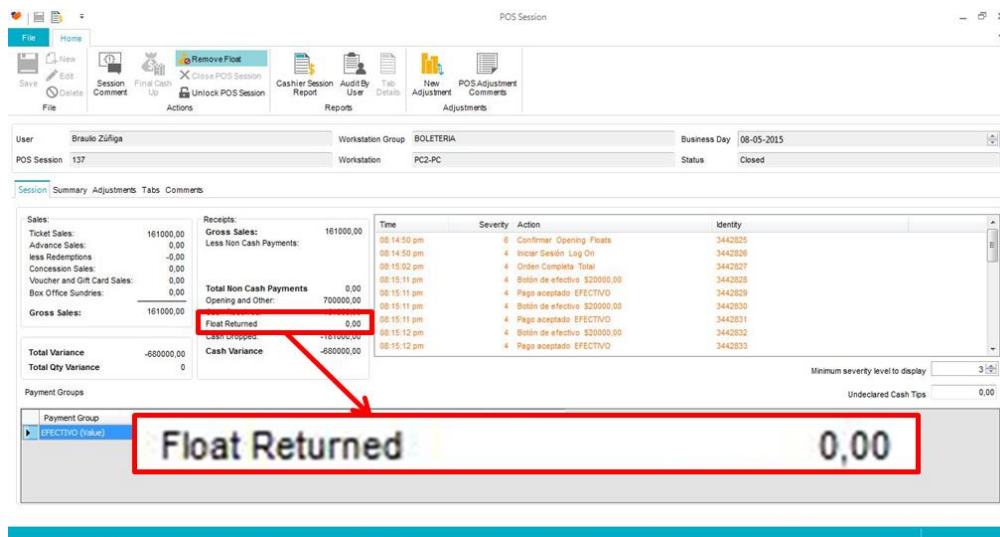 POS Session
File Home
New
Edit
Delete
Save
File
Session Comment
Final Cash Up
Remove Float
Close POS Session
Unlock POS Session
Actions
Cashier Session Report
Audit By User
Tab Details
Reports
New Adjustment
POS Adjustment Comments
Adjustments
User Braulio Zúñiga Workstation Group BOLETERIA Business Day 08-05-2015
POS Session 137 Workstation PC2-PC Status Closed
Session Summary Adjustments Tabs Comments
Sales:
Ticket Sales: 161000,00
Advance Sales: 0,00
less Redemptions -0,00
Concession Sales: 0,00
Voucher and Gift Card Sales: 0,00
Box Office Sundries: 0,00
Gross Sales: 161000,00
Total Variance -680000,00
Total Qty Variance 0
Receipts:
Gross Sales: 161000,00
Less Non Cash Payments:
Total Non Cash Payments 0,00
Opening and Other: 700000,00
Float Returned 0,00
Cash Dropped: -181000,00
Cash Variance -680000,00
Time Severity Action Identity
08:14:50 pm 6 Confirmar Opening Floats 3442825
08:14:50 pm 4 Iniciar Sesión Log On 3442826
08:15:02 pm 4 Orden Completa Total 3442827
08:15:11 pm 4 Botón de efectivo $20000,00 3442828
08:15:11 pm 4 Pago aceptado EFECTIVO 3442829
08:15:11 pm 4 Botón de efectivo $20000,00 3442830
08:15:11 pm 4 Pago aceptado EFECTIVO 3442831
08:15:12 pm 4 Botón de efectivo $20000,00 3442832
08:15:12 pm 4 Pago aceptado EFECTIVO 3442833
Minimum severity level to display 3
Undeclared Cash Tips 0,00
Payment Groups
Payment Group
EFECTIVO (Value)
Float Returned 0,00